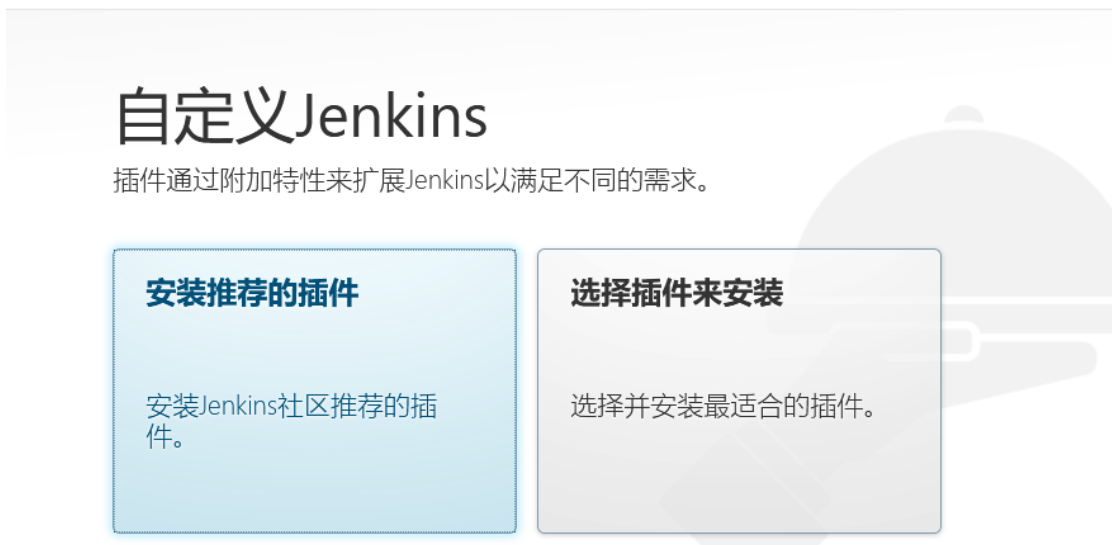 自定义Jenkins
插件通过附加特性来扩展Jenkins以满足不同的需求。
安装推荐的插件
安装Jenkins社区推荐的插
件。
选择插件来安装
选择并安装最适合的插件。